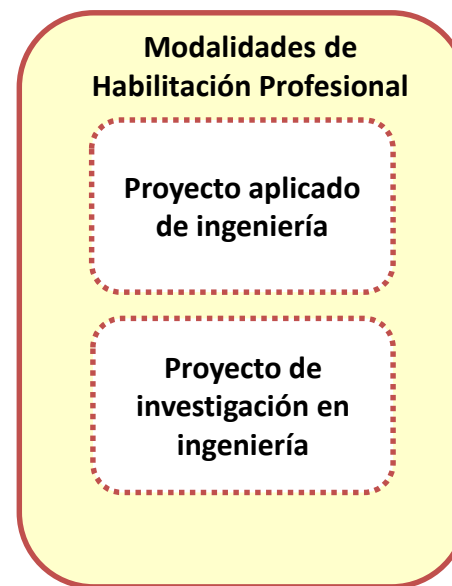 Modalidades de
Habilitación Profesional
Proyecto aplicado
de ingeniería
Proyecto de
investigación en
ingeniería